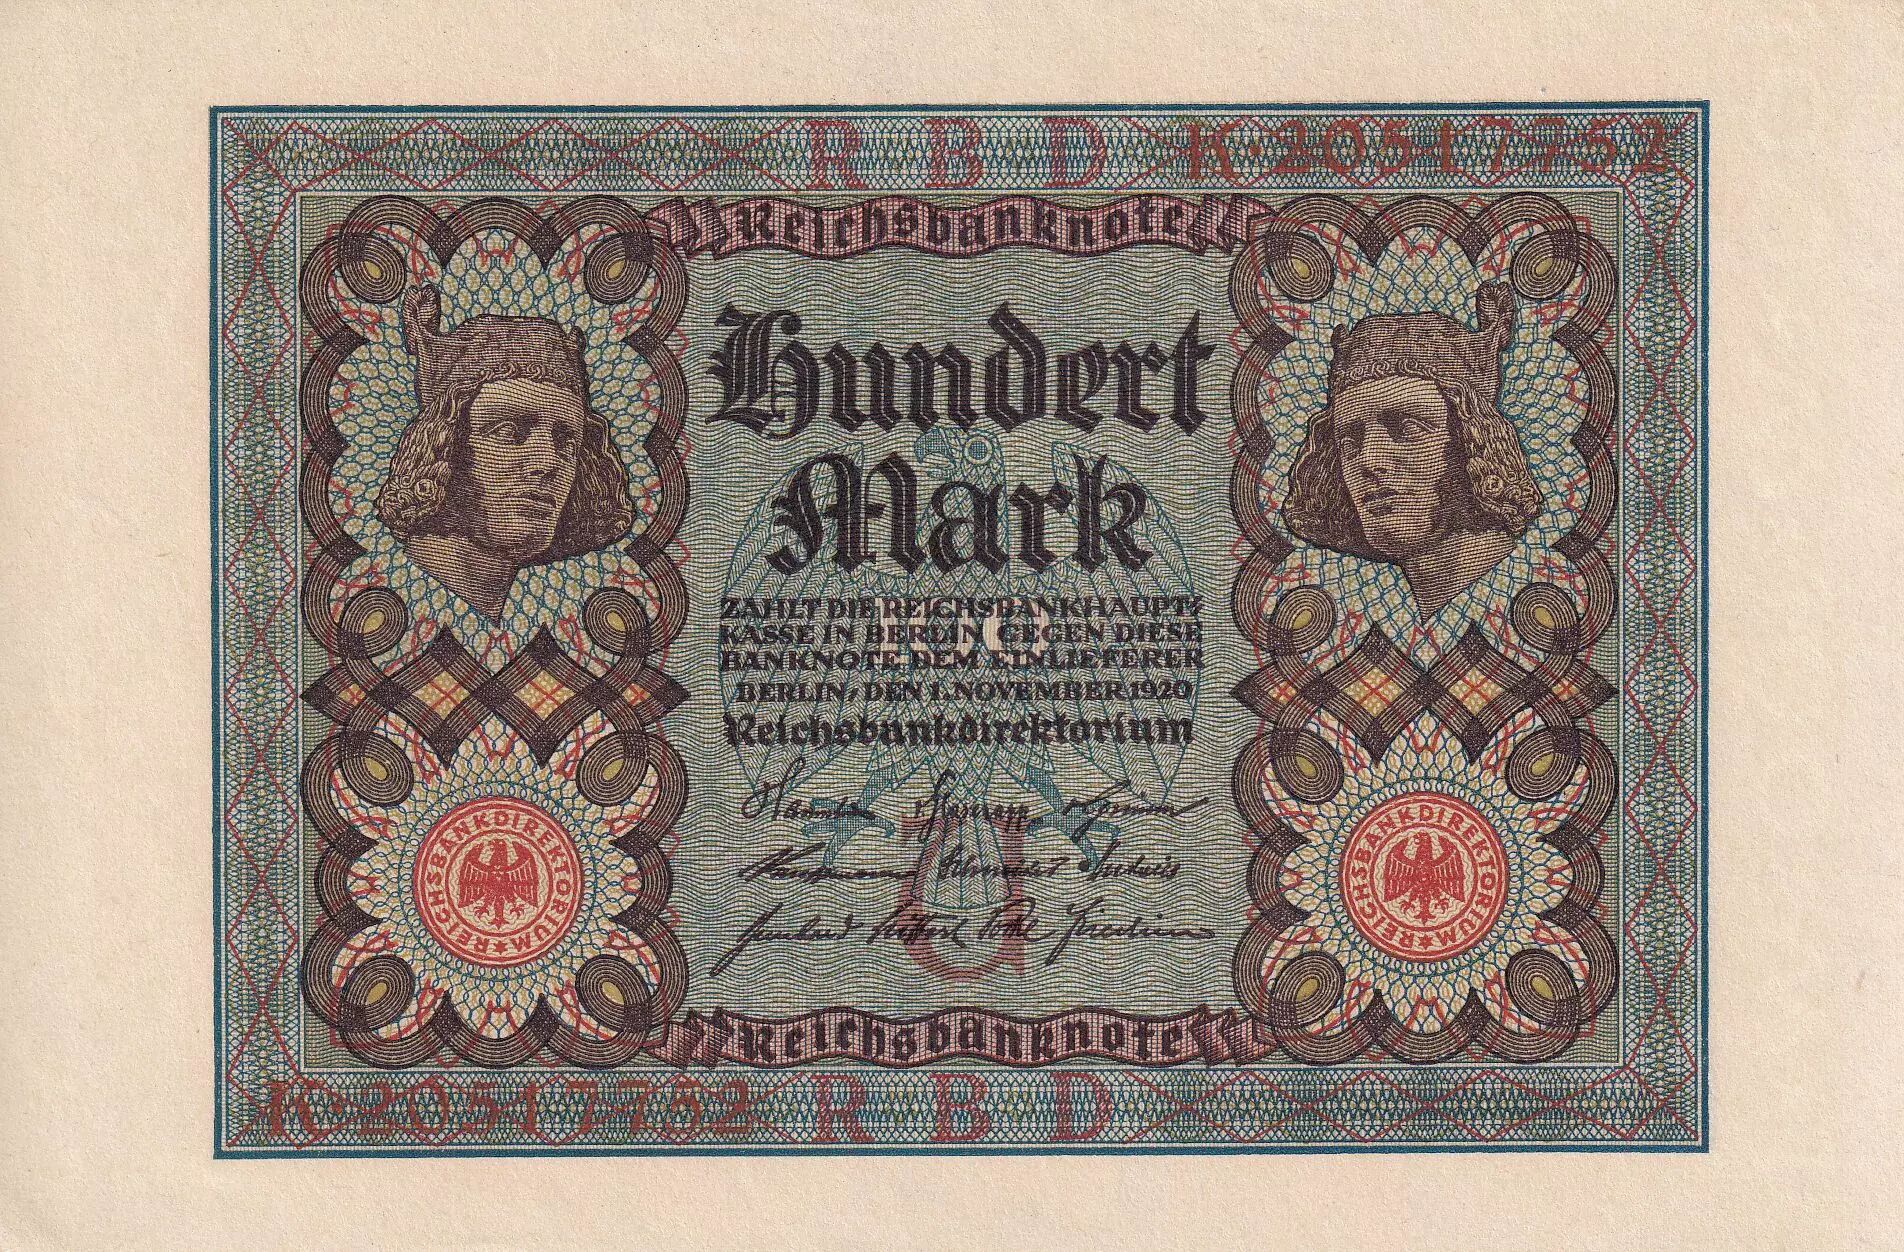 R B D K·20517752
Reichsbanknote
Hundert
Mark
ZAHLT DIE REICHSBANKHAUPT⸗
KASSE IN BERLIN GEGEN DIESE
BANKNOTE DEM EINLIEFERER
BERLIN, DEN 1. NOVEMBER 1920
Reichsbankdirektorium
REICHSBANKDIREKTORIUM
REICHSBANKDIREKTORIUM
Reichsbanknote
K·20517752 R B D